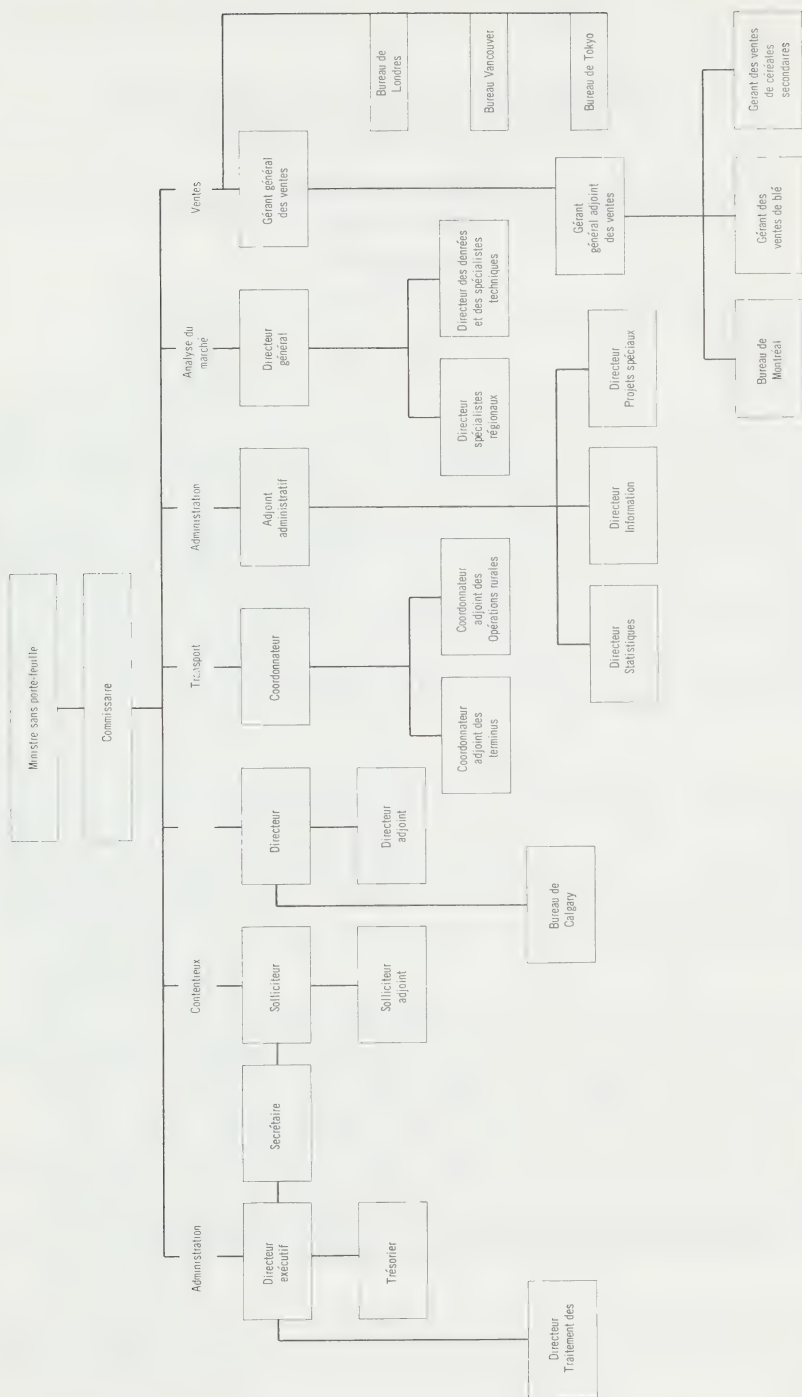 Ministre sans porte-feuille
Commissaire
Administration
Contentieux
Transport
Administration
Analyse du
marché
Ventes
Directeur
exécutif
Secrétaire
Solliciteur
Directeur
Coordonnateur
Adjoint
administratif
Directeur
général
Gérant général
des ventes
Trésorier
Solliciteur
adjoint
Directeur
adjoint
Bureau de
Londres
Coordonnateur
adjoint des
terminus
Coordonnateur
adjoint des
Opérations rurales
Directeur
spécialistes
régionaux
Directeur des denrées
et des spécialistes
techniques
Bureau Vancouver
Directeur
Traitement des
Bureau de
Calgary
Gérant
général adjoint
des ventes
Bureau de Tokyo
Directeur
Statistiques
Directeur
Information
Directeur
Projets spéciaux
Bureau de
Montréal
Gérant des
ventes de blé
Gérant des ventes
de céréales
secondaires